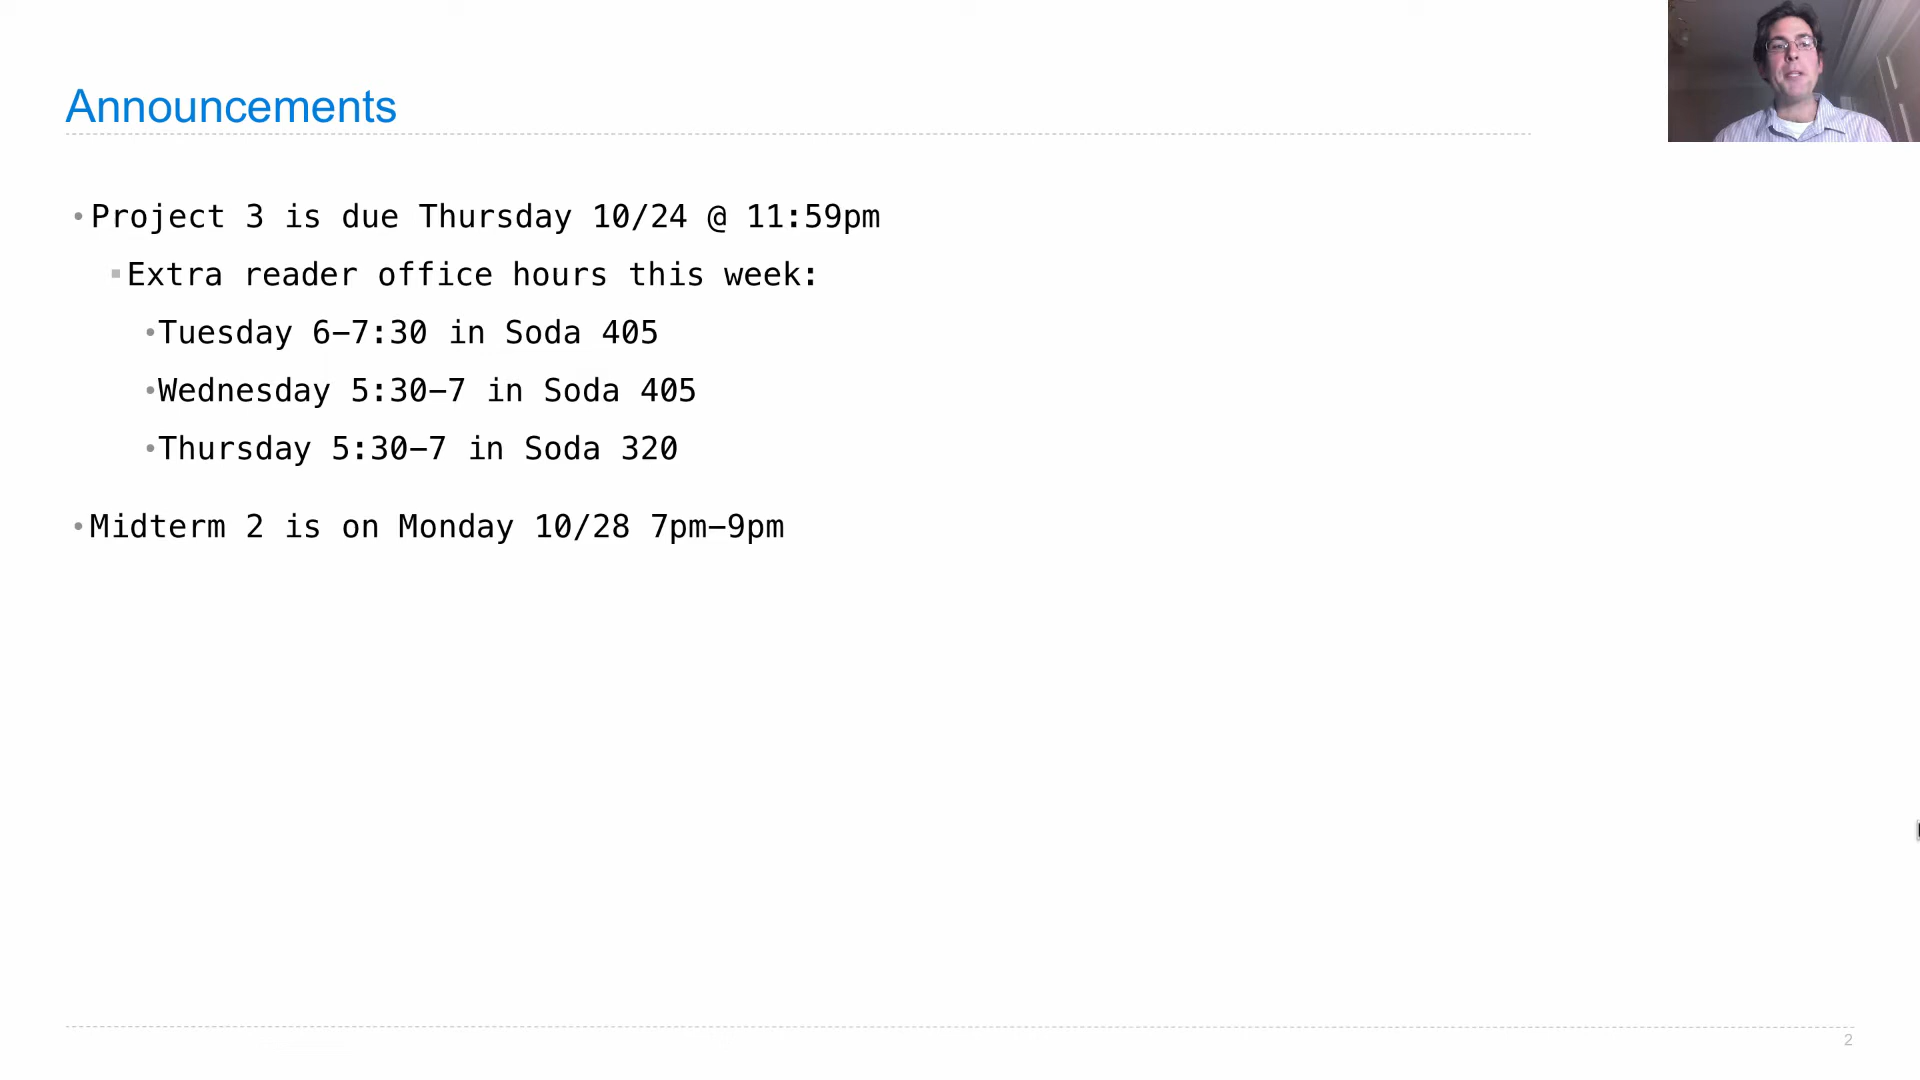 Announcements
•Project 3 is due Thursday 10/24 @ 11:59pm
▪Extra reader office hours this week:
•Tuesday 6–7:30 in Soda 405
•Wednesday 5:30–7 in Soda 405
•Thursday 5:30–7 in Soda 320
•Midterm 2 is on Monday 10/28 7pm–9pm
2